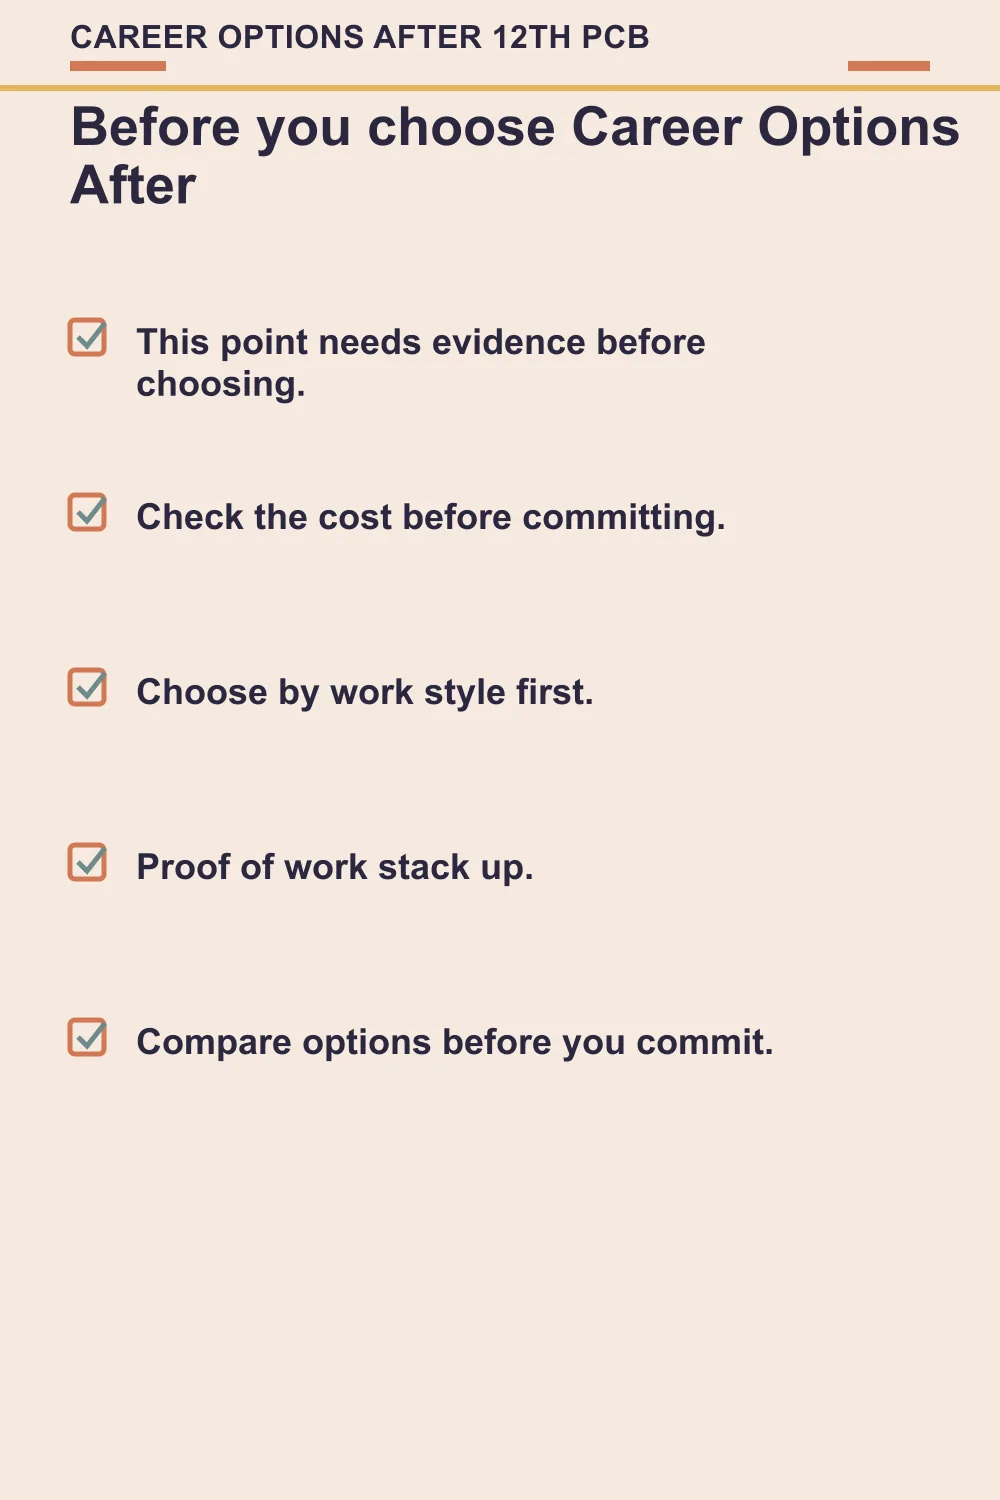 CAREER OPTIONS AFTER 12TH PCB
Before you choose Career Options
After
This point needs evidence before
choosing.
Check the cost before committing.
Choose by work style first.
Proof of work stack up.
Compare options before you commit.